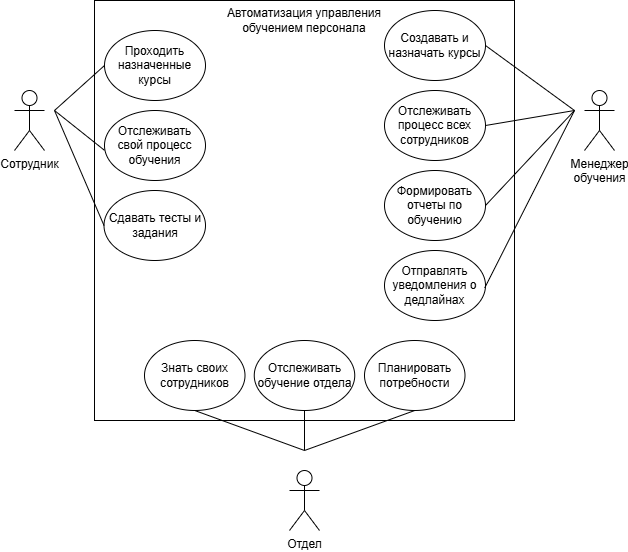 Автоматизация управления
обучением персонала
Проходить
назначенные
курсы
Создавать и
назначать курсы
Отслеживать
свой процесс
обучения
Отслеживать
процесс всех
сотрудников
Сотрудник
Менеджер
обучения
Сдавать тесты и
задания
Формировать
отчеты по
обучению
Отправлять
уведомления о
дедлайнах
Знать своих
сотрудников
Отслеживать
обучение отдела
Планировать
потребности
Отдел